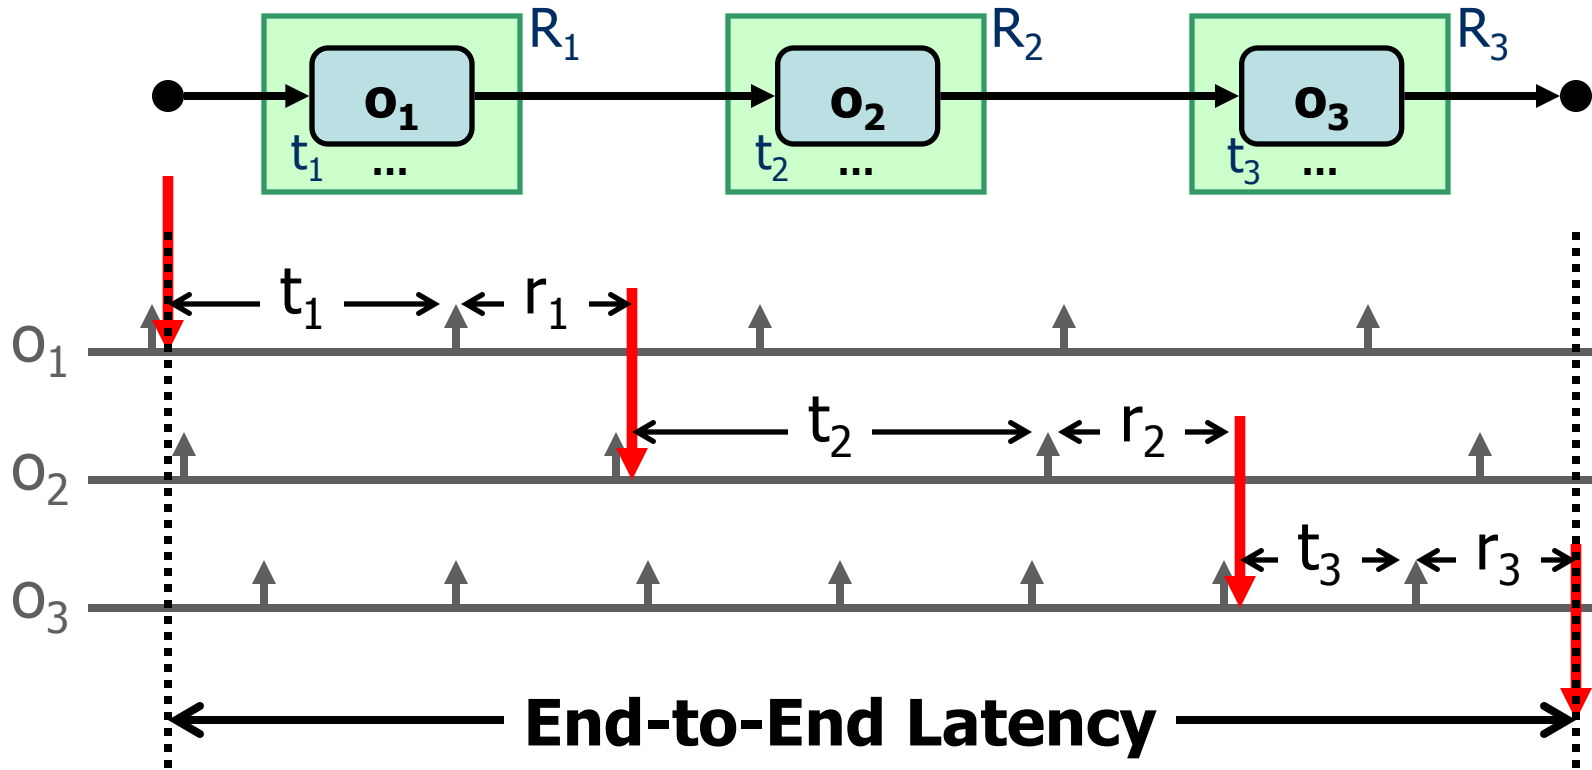 R₁ R₂ R₃
o₁ o₂ o₃
t₁ ... t₂ ... t₃ ...
t₁ r₁
o₁
t₂ r₂
o₂
t₃ r₃
o₃
End-to-End Latency